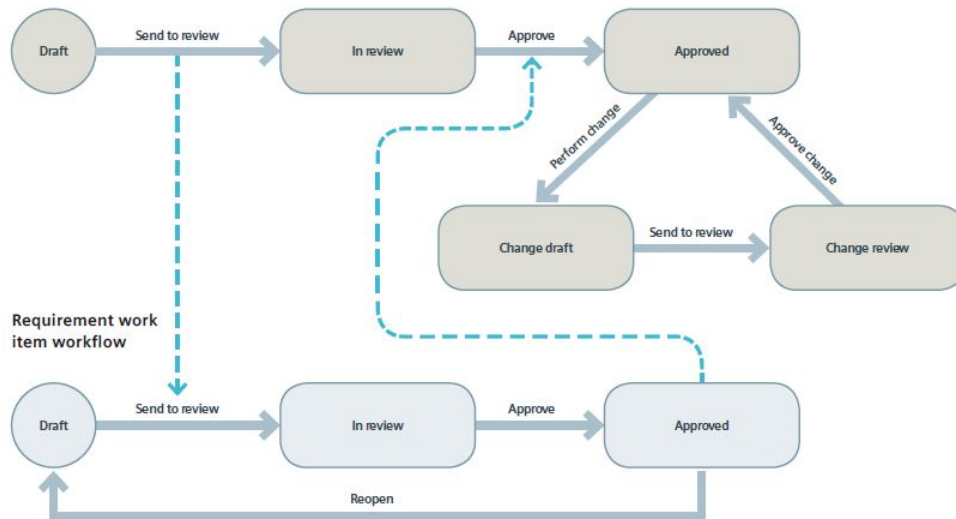 Draft
Send to review
In review
Approve
Approved
Perform change
Approve change
Change draft
Send to review
Change review
Requirement work
item workflow
Draft
Send to review
In review
Approve
Approved
Reopen